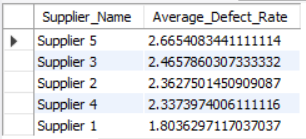 Supplier_Name Average_Defect_Rate
Supplier 5 2.6654083441111114
Supplier 3 2.4657860307333332
Supplier 2 2.3627501450909087
Supplier 4 2.3373974006111116
Supplier 1 1.8036297117037037